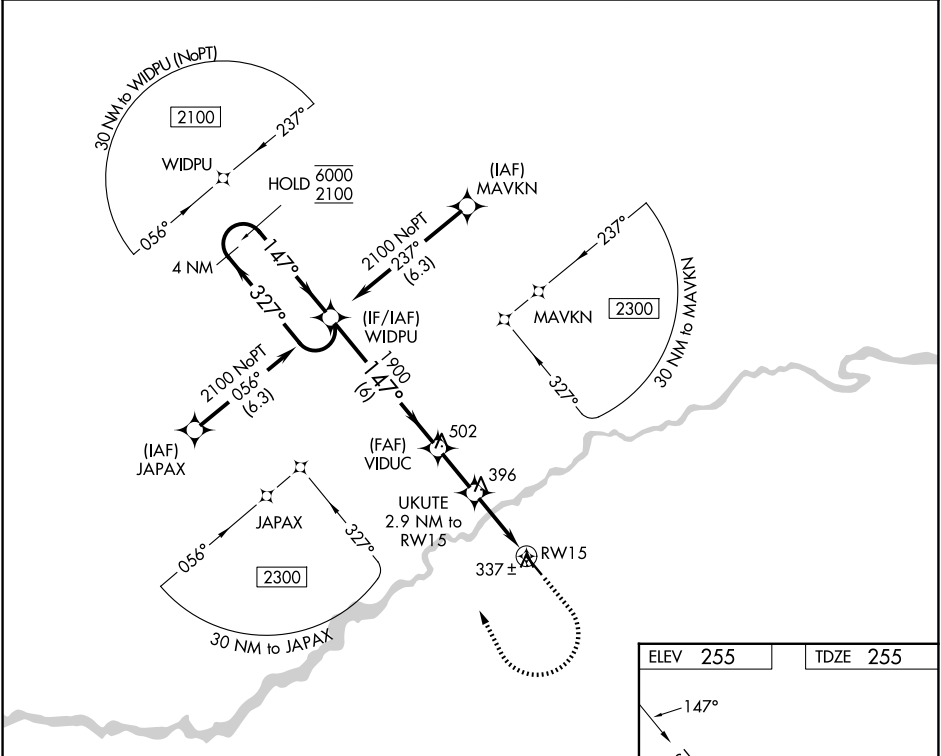 30 NM to WIDPU (NoPT)
2100
237°
WIDPU
056°
HOLD 6000
2100
(IAF)
MAVKN
2100 NoPT
237°
(6.3)
4 NM
147°
327°
(IF/IAF)
WIDPU
237°
MAVKN
2300
327°
30 NM to MAVKN
2100 NoPT
056°
(6.3)
(IAF)
JAPAX
1900
147°
(6)
(FAF)
VIDUC
502
396
UKUTE
2.9 NM to
RW15
RW15
337±
JAPAX
056°
327°
2300
30 NM to JAPAX
ELEV 255
TDZE 255
147°